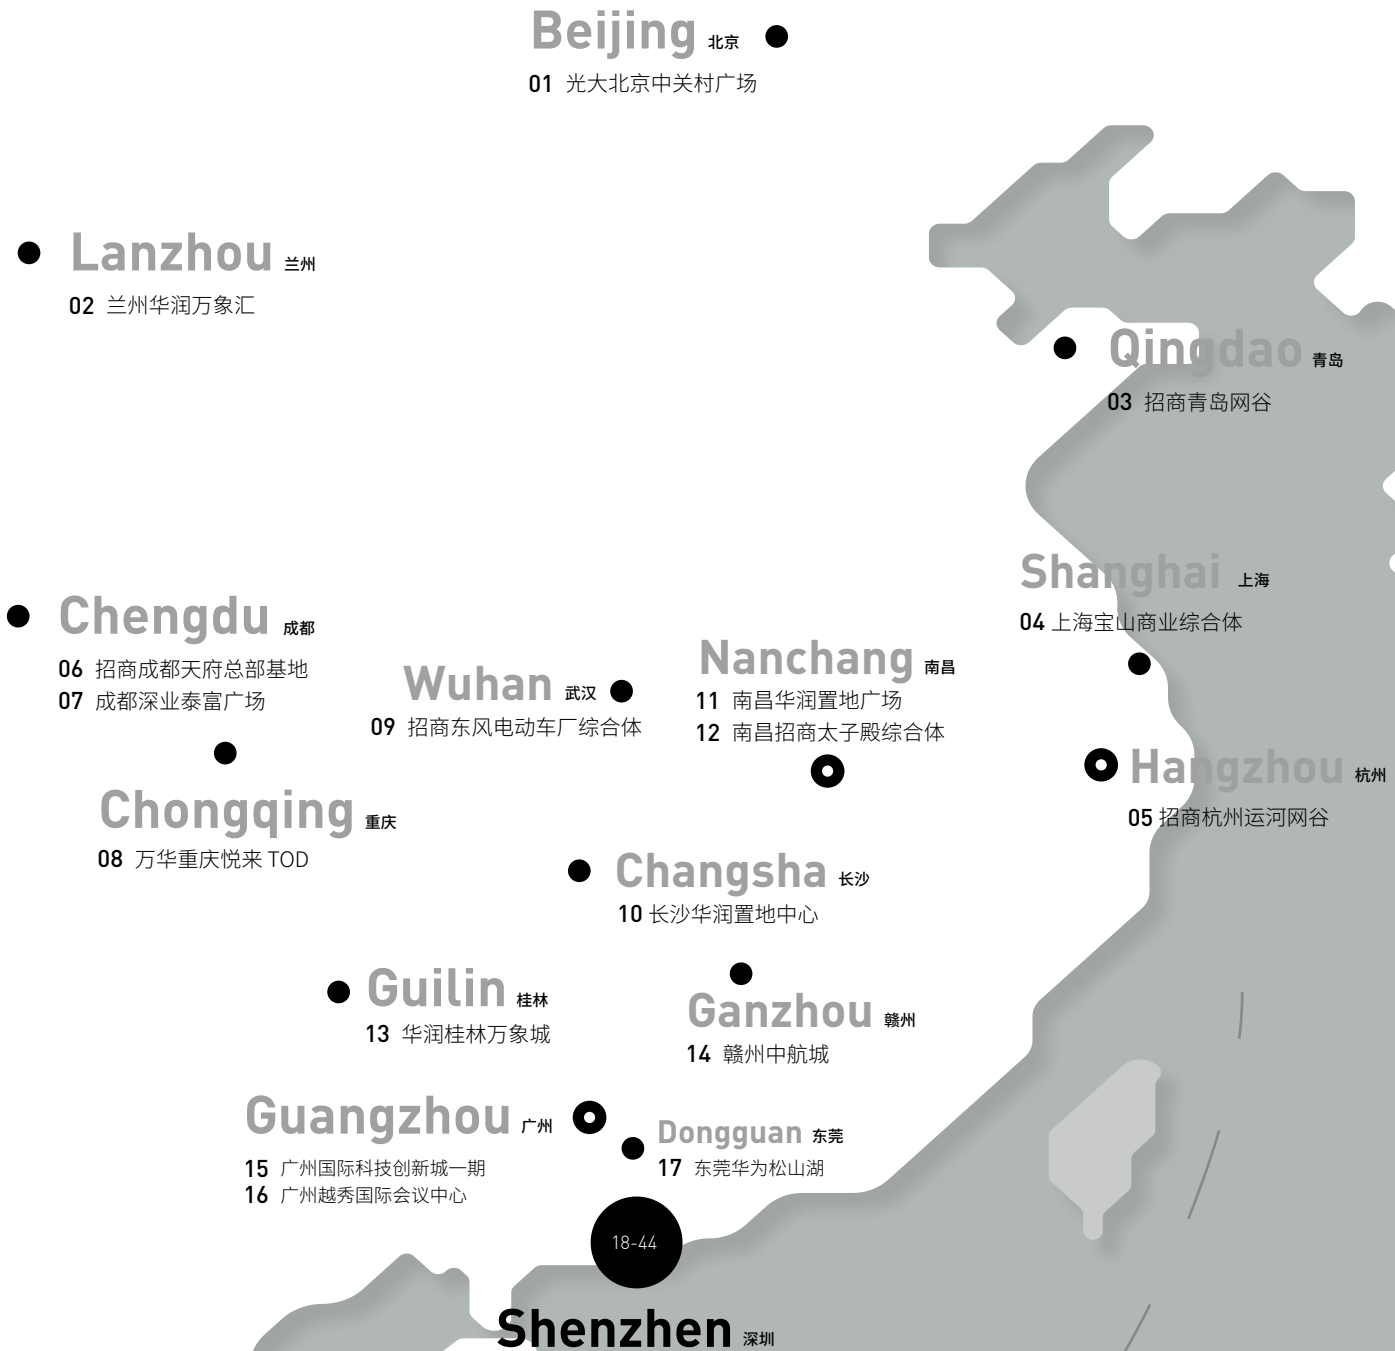 Beijing 北京
01 光大北京中关村广场
Lanzhou 兰州
02 兰州华润万象汇
Qingdao 青岛
03 招商青岛网谷
Shanghai 上海
04 上海宝山商业综合体
Chengdu 成都
06 招商成都天府总部基地
07 成都深业泰富广场
Wuhan 武汉
09 招商东风电动车厂综合体
Nanchang 南昌
11 南昌华润置地广场
12 南昌招商太子殿综合体
Hangzhou 杭州
05 招商杭州运河网谷
Chongqing 重庆
08 万华重庆悦来 TOD
Changsha 长沙
10 长沙华润置地中心
Guilin 桂林
13 华润桂林万象城
Ganzhou 赣州
14 赣州中航城
Guangzhou 广州
15 广州国际科技创新城一期
16 广州越秀国际会议中心
Dongguan 东莞
17 东莞华为松山湖
18-44
Shenzhen 深圳